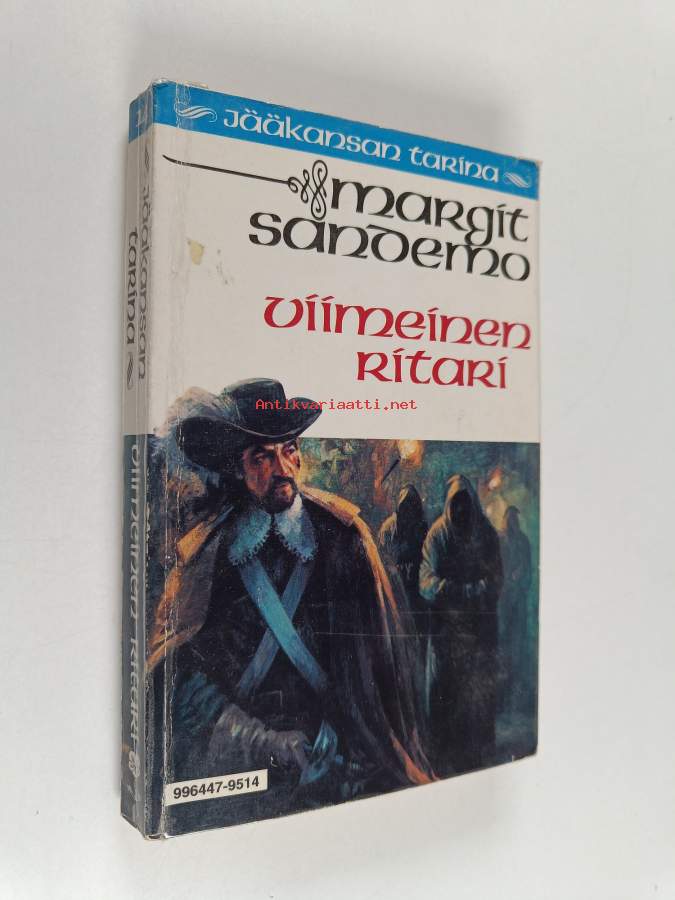 Jääkansan tarina
margit
sandemo
viimeinen
ritari
Antikvariaatti.net
996447-9514
Jääkansan
tarina
viimeinen ritari